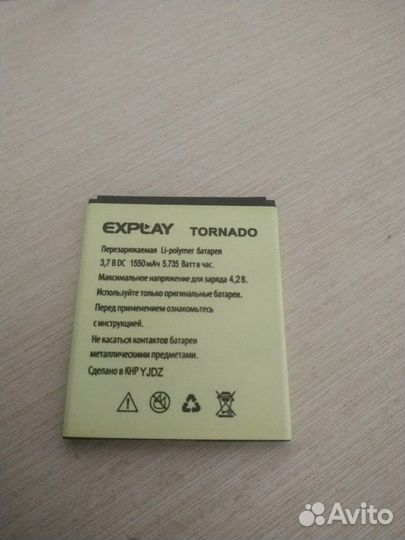 EXPLAY TORNADO
Перезаряжаемая Li-polymer батарея
3,7 В DC 1550 мАч 5.735 Ватт в час.
Максимальное напряжение для заряда 4,2 В.
Используйте только оригинальные батареи.
Перед применением ознакомьтесь
с инструкцией.
Не касаться контактов батареи
металлическими предметами.
Сделано в КНР YJDZ
Avito